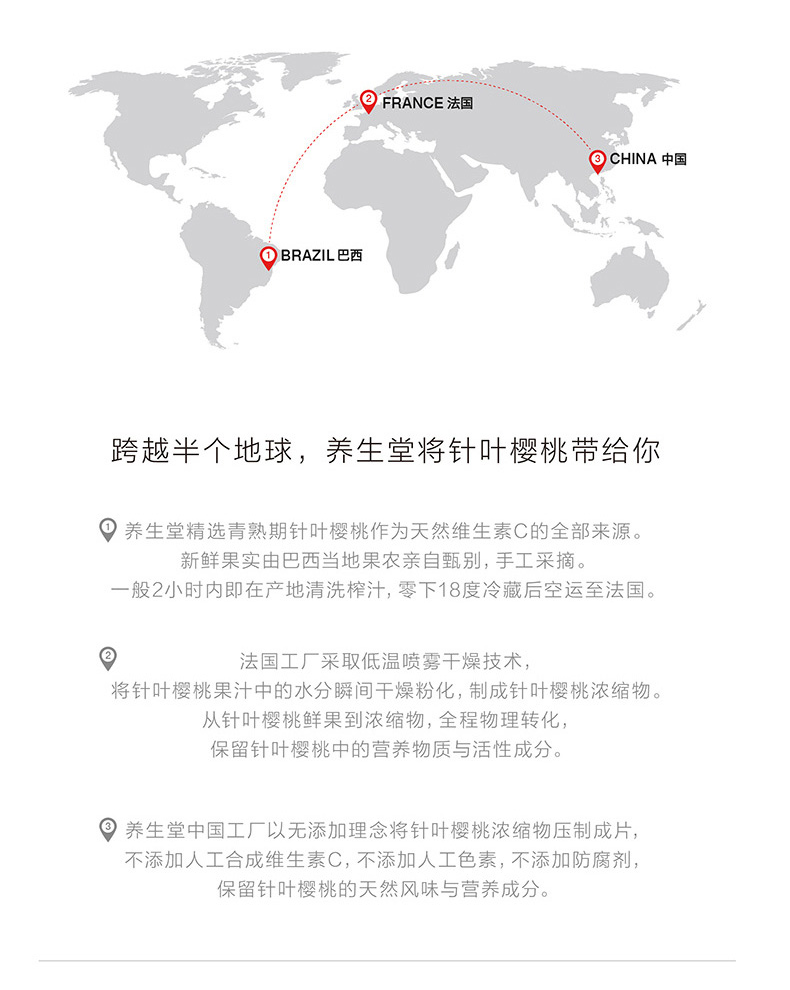 2 FRANCE 法国
3 CHINA 中国
1 BRAZIL 巴西
跨越半个地球，养生堂将针叶樱桃带给你
1 养生堂精选青熟期针叶樱桃作为天然维生素C的全部来源。
新鲜果实由巴西当地果农亲自甄别，手工采摘。
一般2小时内即在产地清洗榨汁，零下18度冷藏后空运至法国。
2 法国工厂采取低温喷雾干燥技术，
将针叶樱桃果汁中的水分瞬间干燥粉化，制成针叶樱桃浓缩物。
从针叶樱桃鲜果到浓缩物，全程物理转化，
保留针叶樱桃中的营养物质与活性成分。
3 养生堂中国工厂以无添加理念将针叶樱桃浓缩物压制成片，
不添加人工合成维生素C，不添加人工色素，不添加防腐剂，
保留针叶樱桃的天然风味与营养成分。